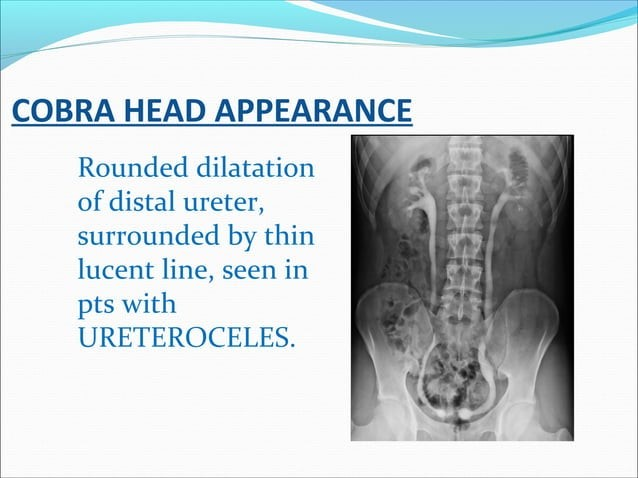 COBRA HEAD APPEARANCE
Rounded dilatation
of distal ureter,
surrounded by thin
lucent line, seen in
pts with
URETEROCELES.